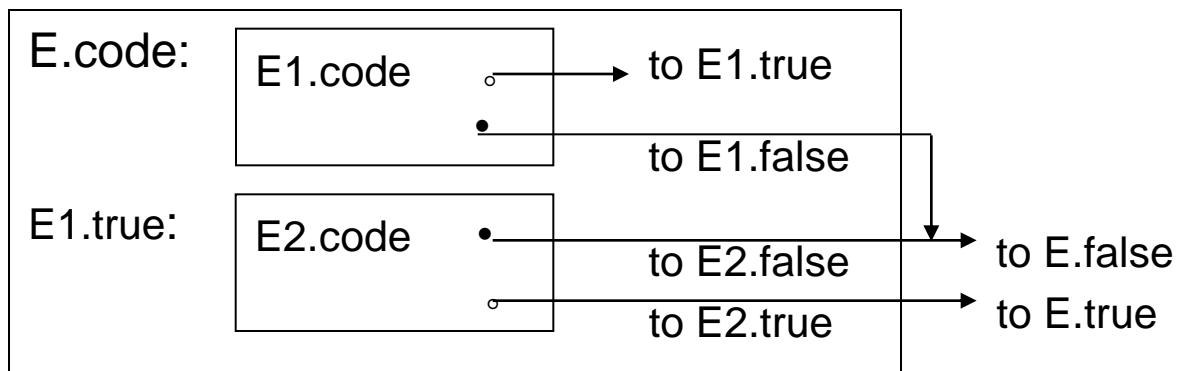 E.code:
E1.code
to E1.true
to E1.false
E1.true:
E2.code
to E2.false
to E.false
to E2.true
to E.true